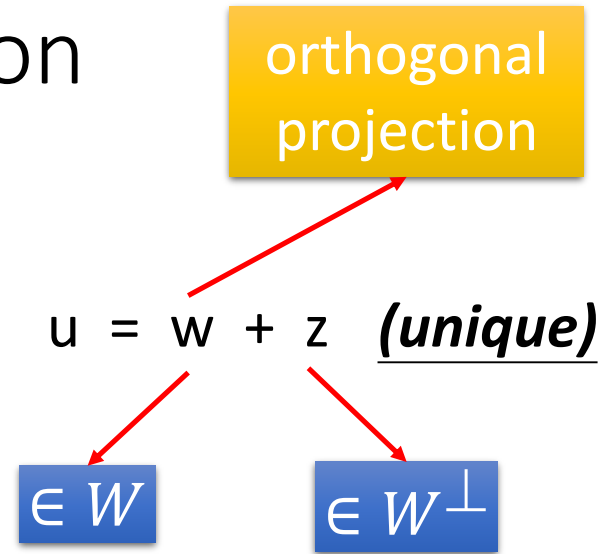 on
orthogonal
projection
u = w + z (unique)
∈ W
∈ W⊥